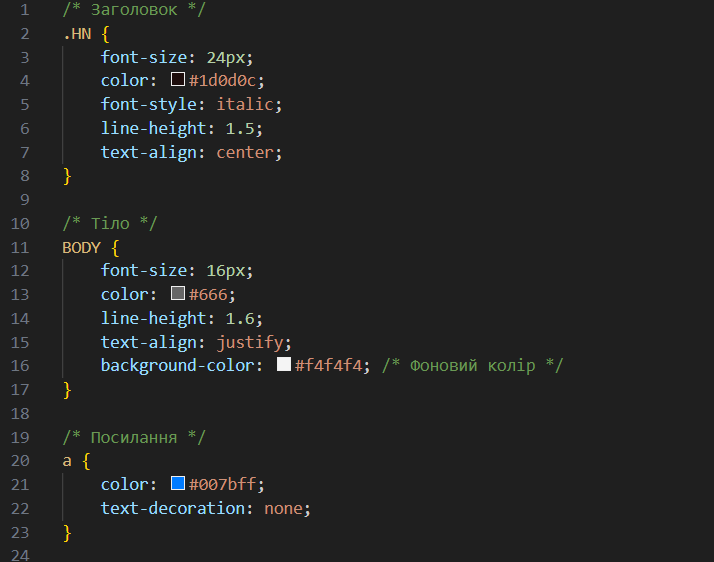 1 /* Заголовок */
2 .HN {
3 font-size: 24px;
4 color: #1d0d0c;
5 font-style: italic;
6 line-height: 1.5;
7 text-align: center;
8 }
9
10 /* Тіло */
11 BODY {
12 font-size: 16px;
13 color: #666;
14 line-height: 1.6;
15 text-align: justify;
16 background-color: #f4f4f4; /* Фоновий колір */
17 }
18
19 /* Посилання */
20 a {
21 color: #007bff;
22 text-decoration: none;
23 }
24